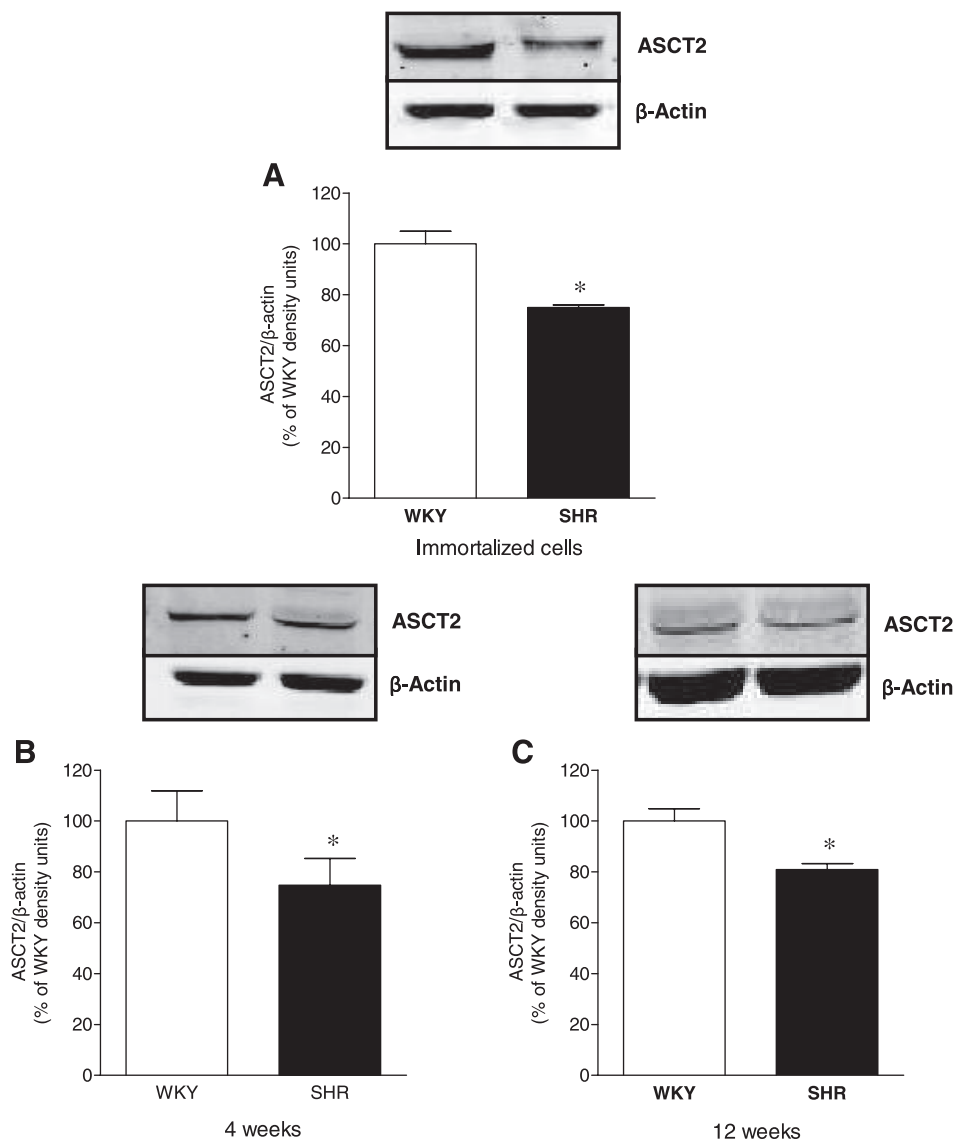 ASCT2
β-Actin
A
120
100
80
60
40
20
0
ASCT2/β-actin
(% of WKY density units)
*
WKY
SHR
Immortalized cells
ASCT2
β-Actin
B
120
100
80
60
40
20
0
ASCT2/β-actin
(% of WKY density units)
*
WKY
SHR
4 weeks
ASCT2
β-Actin
C
120
100
80
60
40
20
0
ASCT2/β-actin
(% of WKY density units)
*
WKY
SHR
12 weeks